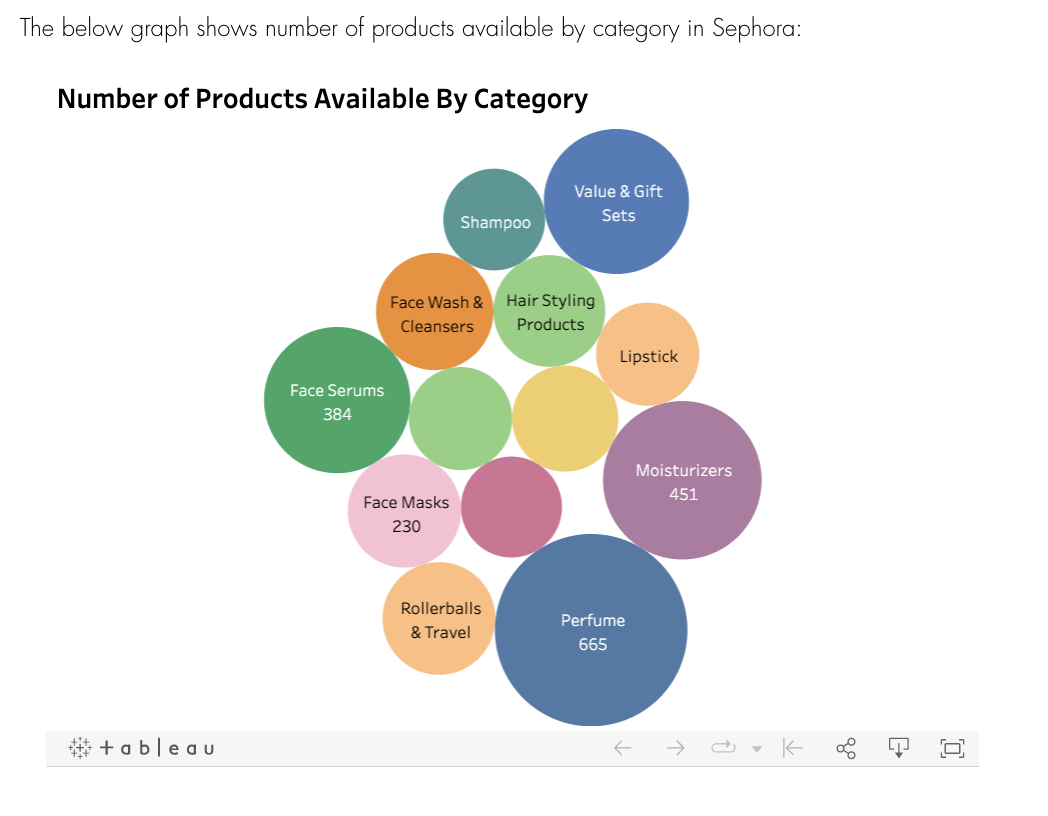 The below graph shows number of products available by category in Sephora:
Number of Products Available By Category
Value & Gift
Sets
Shampoo
Face Wash &
Cleansers
Hair Styling
Products
Lipstick
Face Serums
384
Moisturizers
451
Face Masks
230
Rollerballs
& Travel
Perfume
665
+ableau